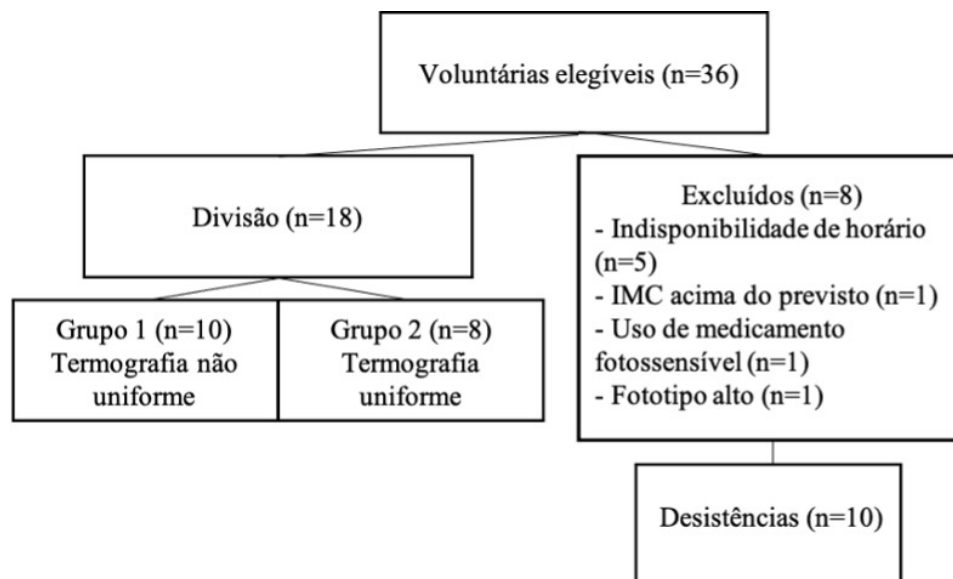 Voluntárias elegíveis (n=36)
Divisão (n=18)
Excluídos (n=8)
- Indisponibilidade de horário
(n=5)
- IMC acima do previsto (n=1)
- Uso de medicamento
fotossensível (n=1)
- Fototipo alto (n=1)
Grupo 1 (n=10)
Termografia não
uniforme
Grupo 2 (n=8)
Termografia
uniforme
Desistências (n=10)